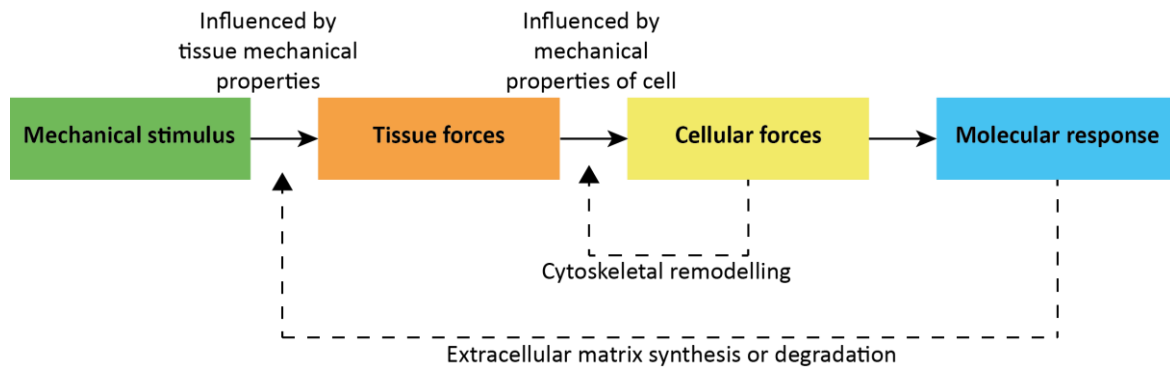 Influenced by
tissue mechanical
properties
Influenced by
mechanical
properties of cell
Mechanical stimulus
Tissue forces
Cellular forces
Molecular response
Cytoskeletal remodelling
Extracellular matrix synthesis or degradation